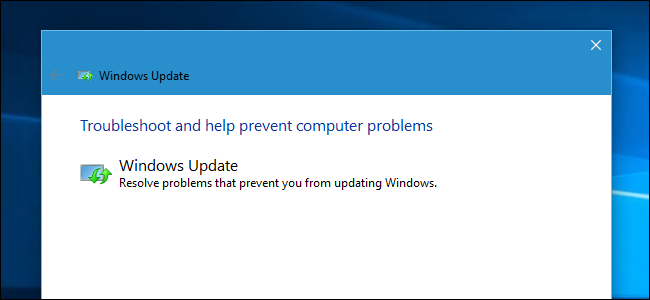 Windows Update
Troubleshoot and help prevent computer problems
Windows Update
Resolve problems that prevent you from updating Windows.